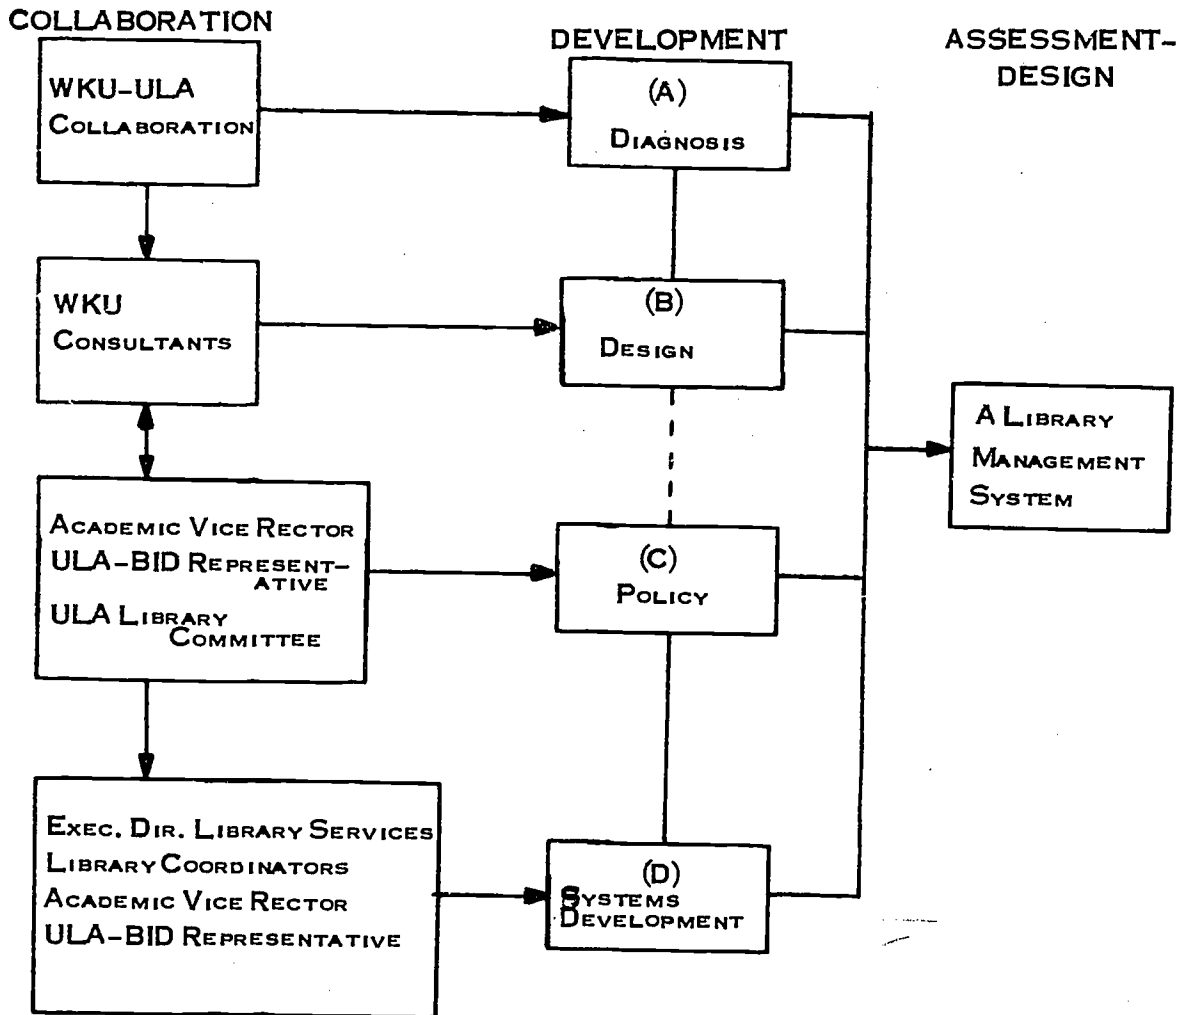 COLLABORATION
DEVELOPMENT
ASSESSMENT-
DESIGN
WKU-ULA
COLLABORATION
(A)
DIAGNOSIS
WKU
CONSULTANTS
(B)
DESIGN
A LIBRARY
MANAGEMENT
SYSTEM
ACADEMIC VICE RECTOR
ULA-BID REPRESENT-
ATIVE
ULA LIBRARY
COMMITTEE
(C)
POLICY
EXEC. DIR. LIBRARY SERVICES
LIBRARY COORDINATORS
ACADEMIC VICE RECTOR
ULA-BID REPRESENTATIVE
(D)
SYSTEMS
DEVELOPMENT